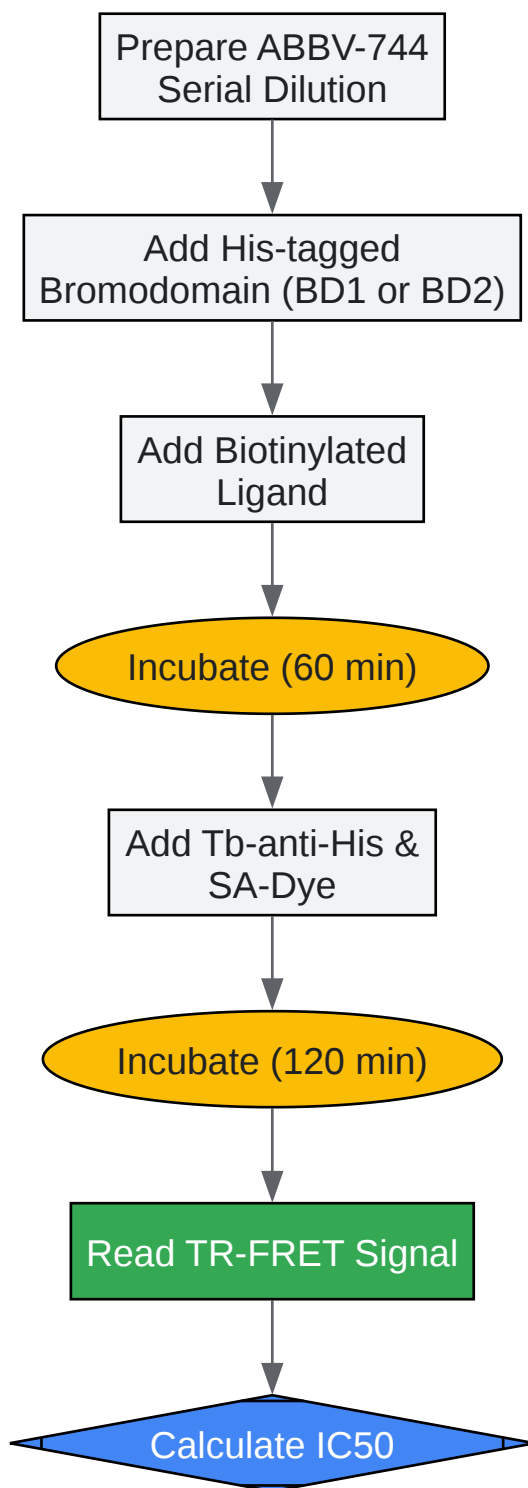 Prepare ABBV-744
Serial Dilution
Add His-tagged
Bromodomain (BD1 or BD2)
Add Biotinylated
Ligand
Incubate (60 min)
Add Tb-anti-His &
SA-Dye
Incubate (120 min)
Read TR-FRET Signal
Calculate IC50